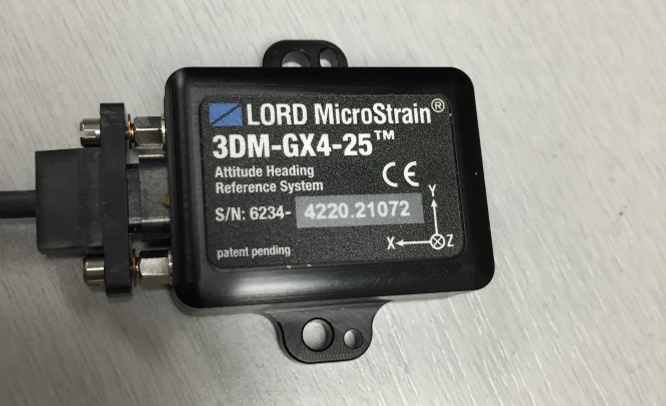 LORD MicroStrain®
3DM-GX4-25™
Attitude Heading
Reference System
CE
S/N: 6234- 4220.21072
Y
X Z
patent pending